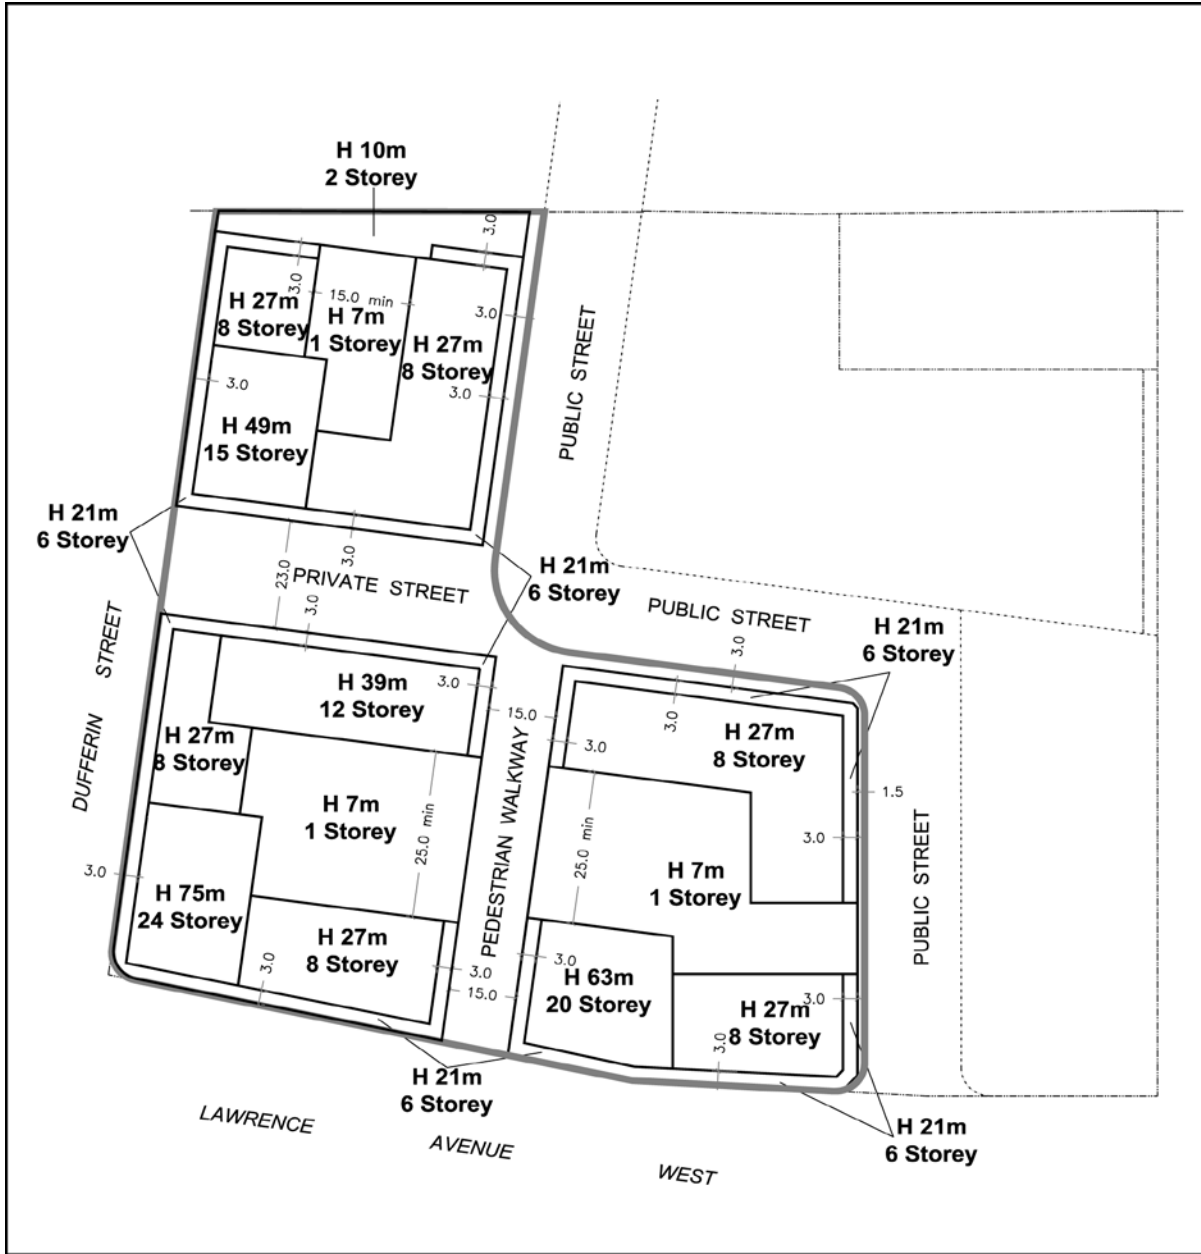 H 10m
2 Storey
3.0
3.0
15.0 min
H 27m
8 Storey
H 7m
1 Storey
H 27m
8 Storey
3.0
3.0
3.0
H 49m
15 Storey
PUBLIC STREET
H 21m
6 Storey
23.0
3.0
PRIVATE STREET
3.0
H 21m
6 Storey
PUBLIC STREET
3.0
H 21m
6 Storey
DUFFERIN STREET
H 39m
12 Storey
3.0
15.0
3.0
3.0
H 27m
8 Storey
H 27m
8 Storey
1.5
H 7m
1 Storey
25.0 min
PEDESTRIAN WALKWAY
25.0 min
3.0
H 7m
1 Storey
PUBLIC STREET
3.0
H 75m
24 Storey
H 27m
8 Storey
3.0
3.0
15.0
3.0
H 63m
20 Storey
3.0
H 27m
8 Storey
3.0
H 21m
6 Storey
H 21m
6 Storey
LAWRENCE AVENUE WEST